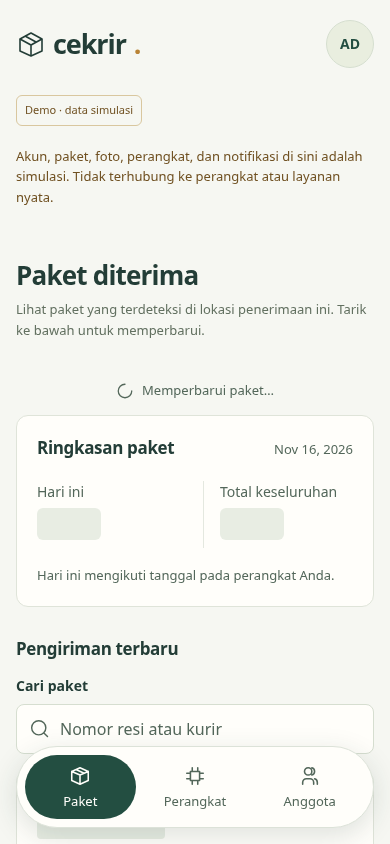 cekrir.
AD
Demo · data simulasi
Akun, paket, foto, perangkat, dan notifikasi di sini adalah
simulasi. Tidak terhubung ke perangkat atau layanan
nyata.
Paket diterima
Lihat paket yang terdeteksi di lokasi penerimaan ini. Tarik
ke bawah untuk memperbarui.
Memperbarui paket...
Ringkasan paket
Nov 16, 2026
Hari ini
Total keseluruhan
Hari ini mengikuti tanggal pada perangkat Anda.
Pengiriman terbaru
Cari paket
Nomor resi atau kurir
Paket
Perangkat
Anggota